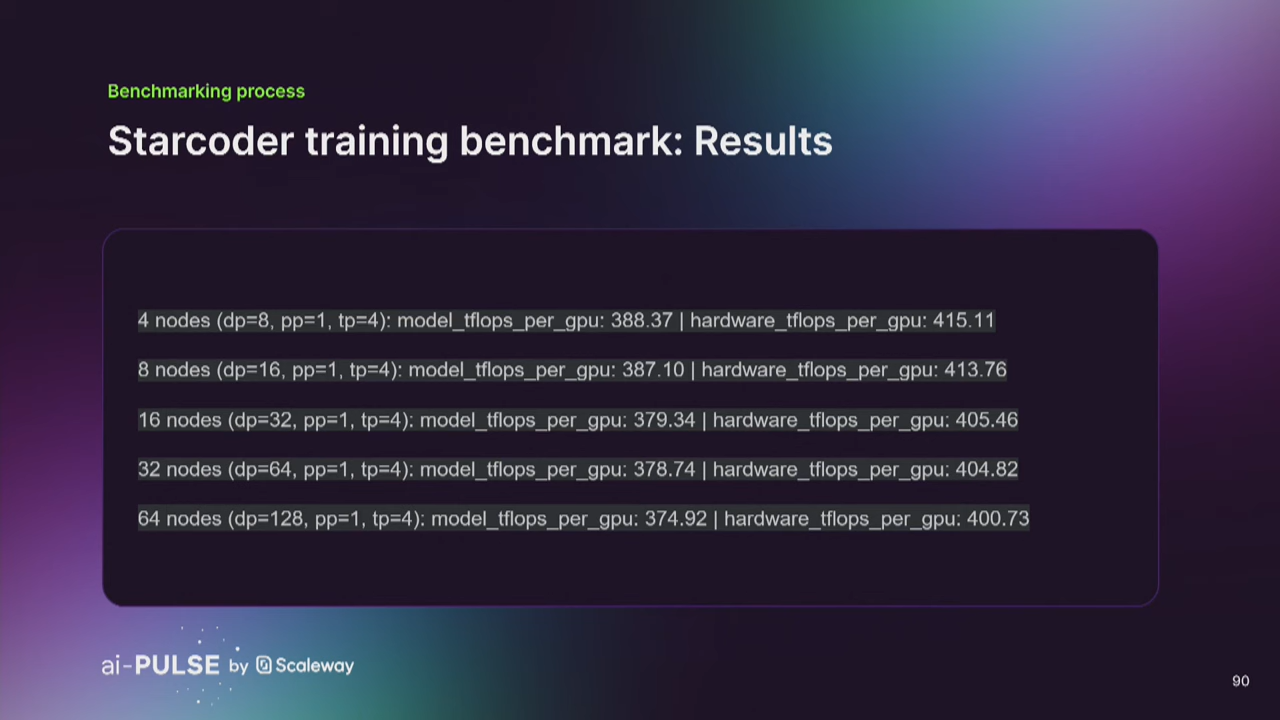 Benchmarking process
Starcoder training benchmark: Results
4 nodes (dp=8, pp=1, tp=4): model_tflops_per_gpu: 388.37 | hardware_tflops_per_gpu: 415.11
8 nodes (dp=16, pp=1, tp=4): model_tflops_per_gpu: 387.10 | hardware_tflops_per_gpu: 413.76
16 nodes (dp=32, pp=1, tp=4): model_tflops_per_gpu: 379.34 | hardware_tflops_per_gpu: 405.46
32 nodes (dp=64, pp=1, tp=4): model_tflops_per_gpu: 378.74 | hardware_tflops_per_gpu: 404.82
64 nodes (dp=128, pp=1, tp=4): model_tflops_per_gpu: 374.92 | hardware_tflops_per_gpu: 400.73
ai-PULSE by Scaleway
90